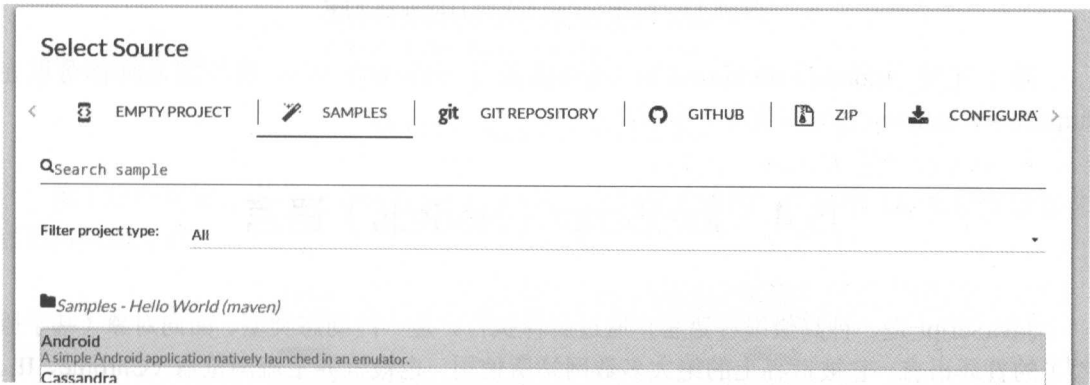 Select Source
EMPTY PROJECT SAMPLES git GIT REPOSITORY GITHUB ZIP CONFIGURA
Search sample
Filter project type: All
Samples - Hello World (maven)
Android
A simple Android application natively launched in an emulator.
Cassandra